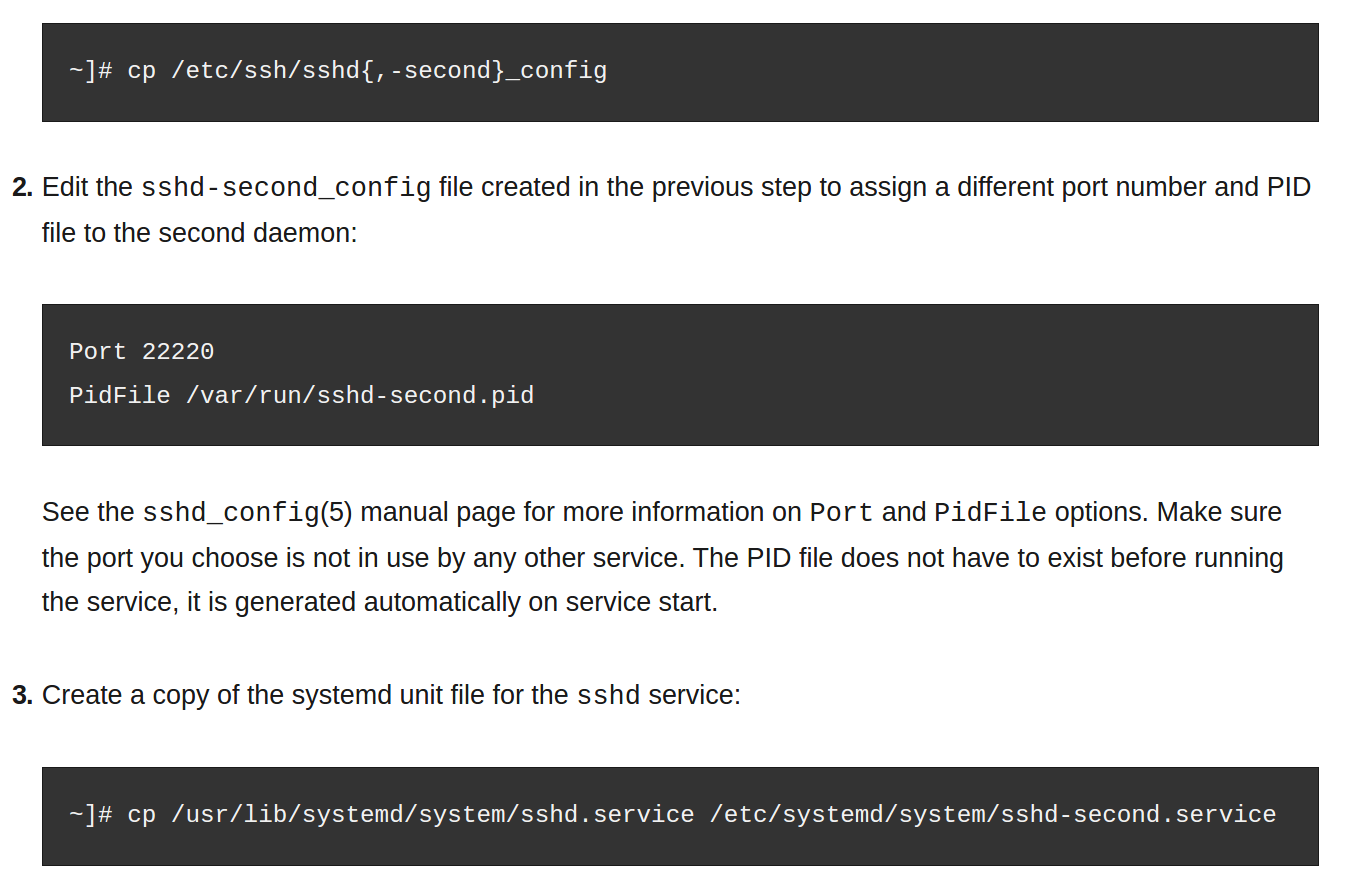 ~]# cp /etc/ssh/sshd{,-second}_config
2. Edit the sshd-second_config file created in the previous step to assign a different port number and PID
file to the second daemon:
Port 22220
PidFile /var/run/sshd-second.pid
See the sshd_config(5) manual page for more information on Port and PidFile options. Make sure
the port you choose is not in use by any other service. The PID file does not have to exist before running
the service, it is generated automatically on service start.
3. Create a copy of the systemd unit file for the sshd service:
~]# cp /usr/lib/systemd/system/sshd.service /etc/systemd/system/sshd-second.service